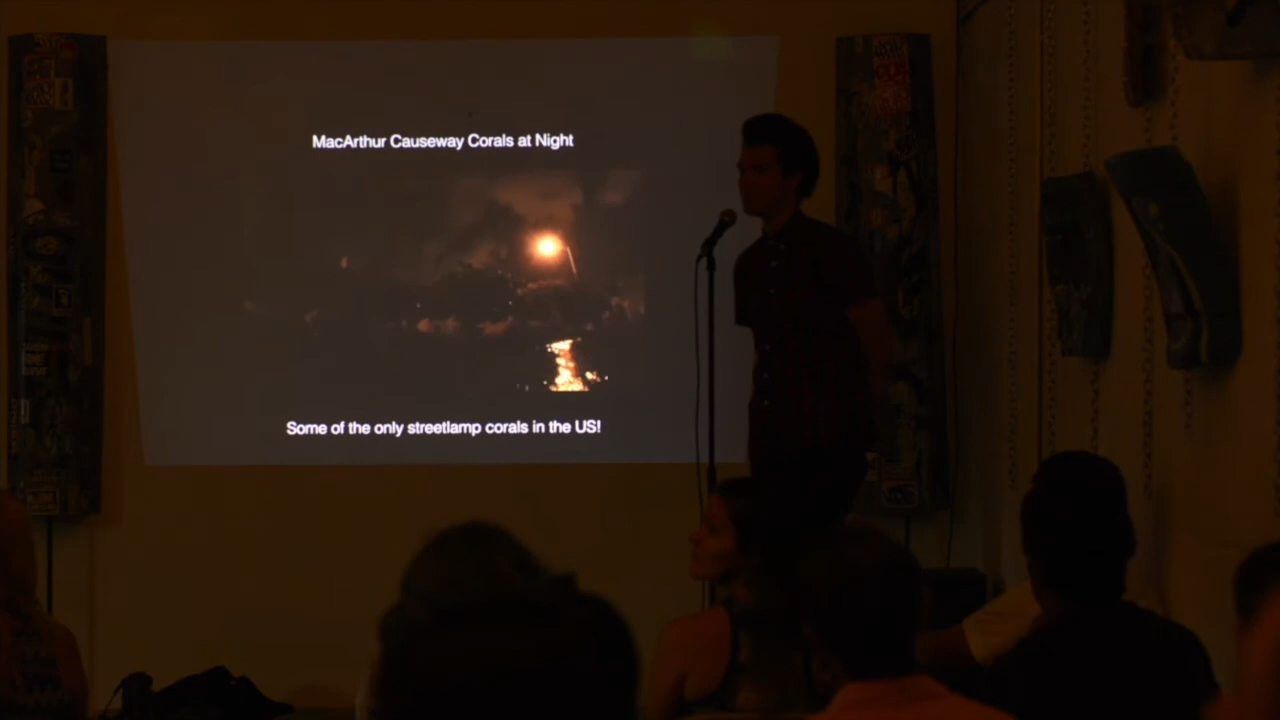 MacArthur Causeway Corals at Night
Some of the only streetlamp corals in the US!